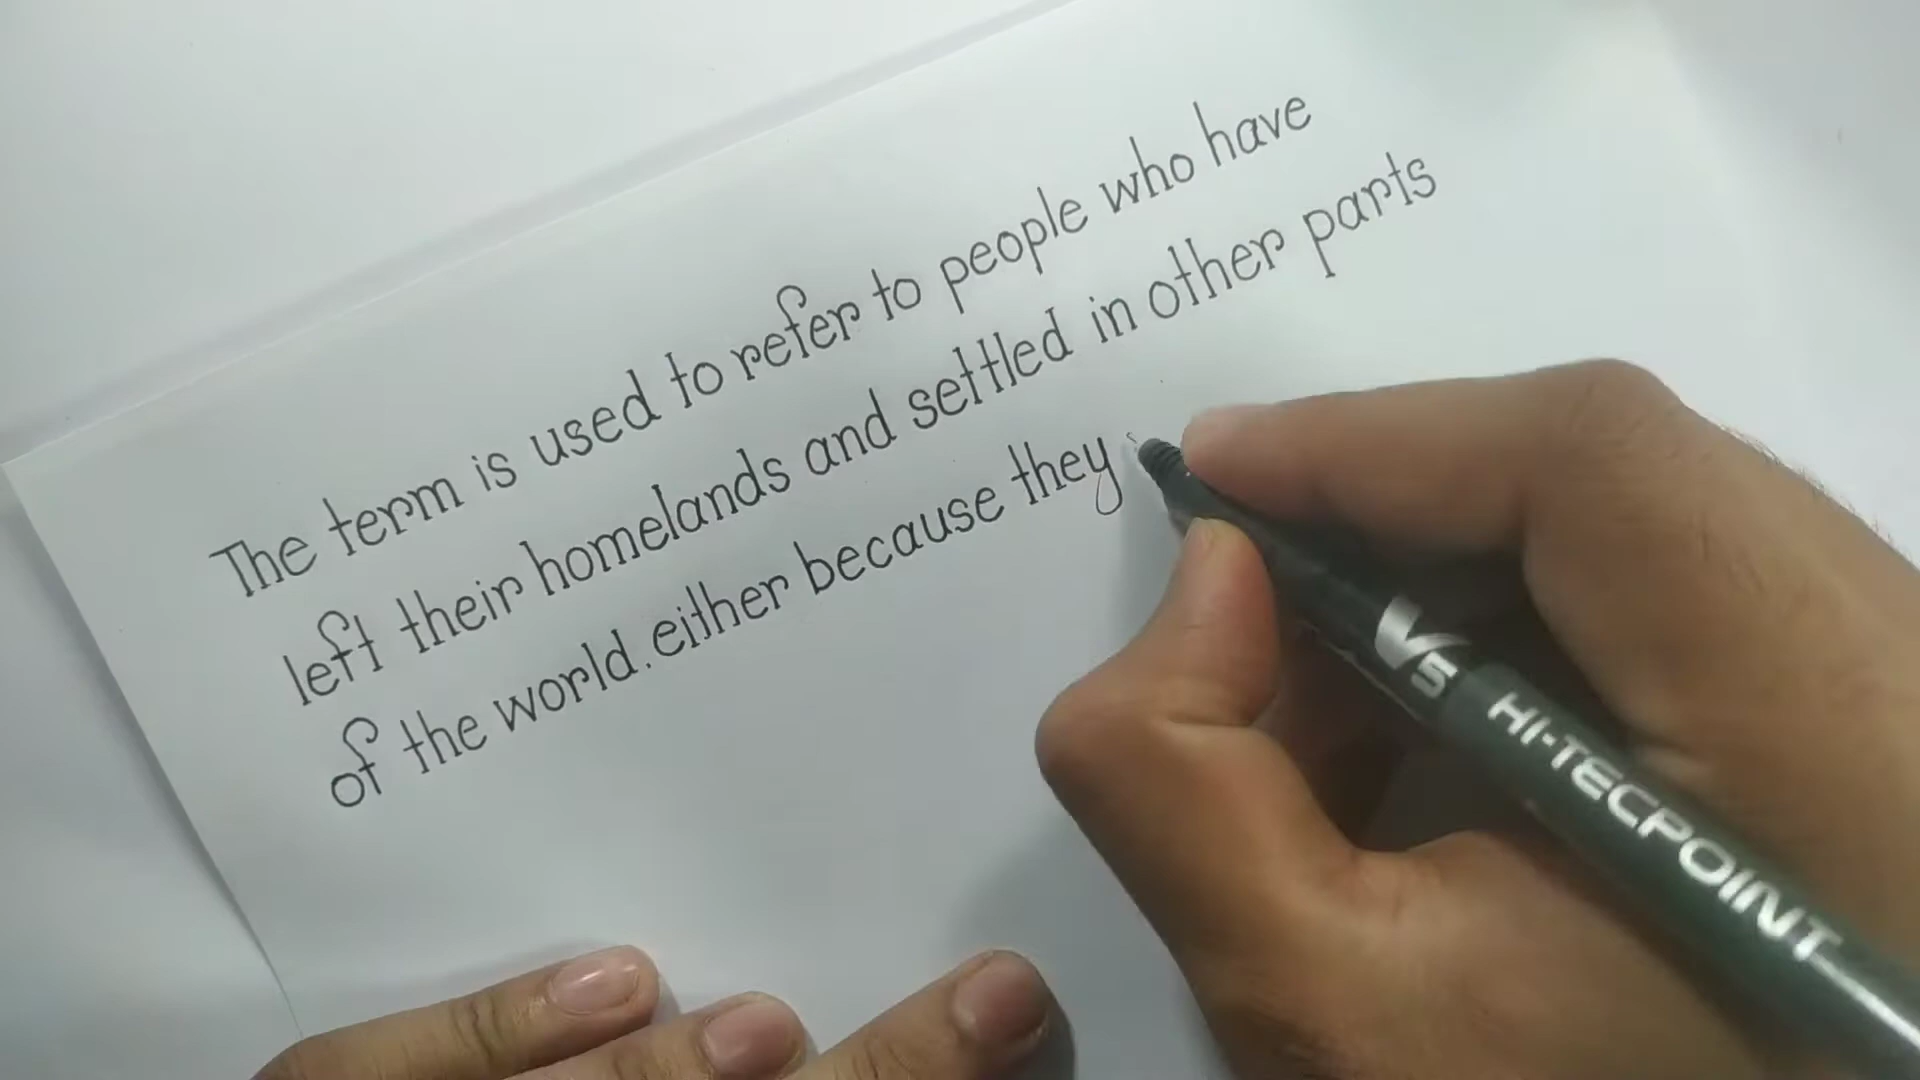 The term is used to refer to people who have
left their homelands and settled in other parts
of the world. either because they
V5 HI-TECPOINT